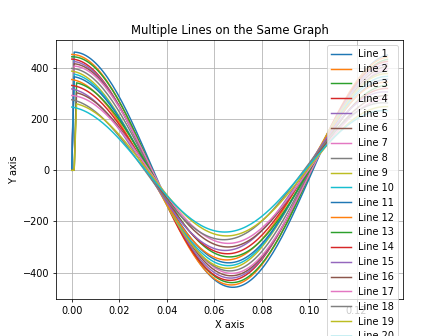 Multiple Lines on the Same Graph
400
200
0
−200
−400
Y axis
0.00
0.02
0.04
0.06
0.08
0.10
X axis
Line 1
Line 2
Line 3
Line 4
Line 5
Line 6
Line 7
Line 8
Line 9
Line 10
Line 11
Line 12
Line 13
Line 14
Line 15
Line 16
Line 17
Line 18
Line 19
Line 20